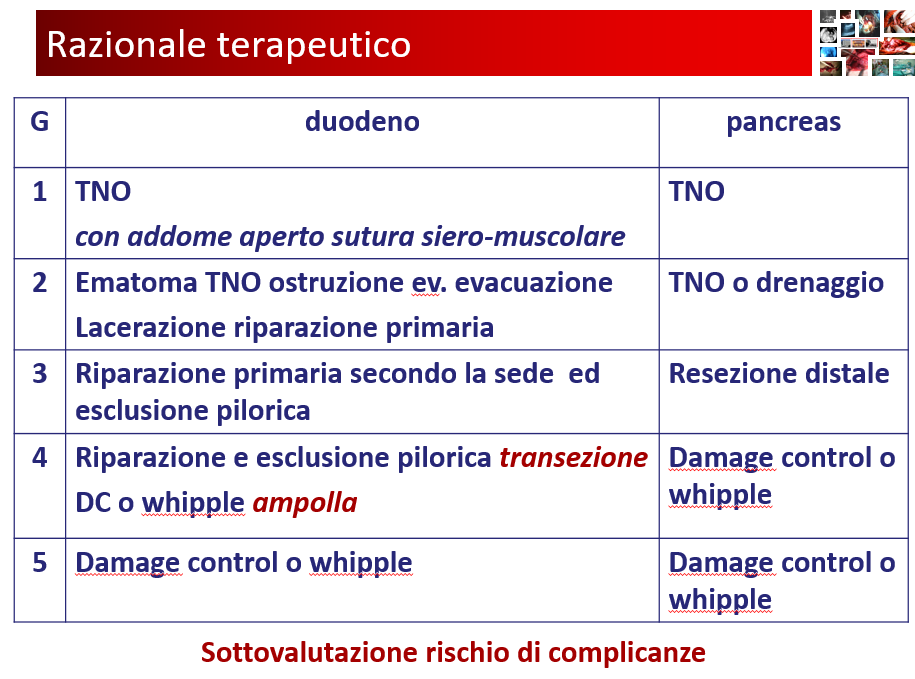 Razionale terapeutico
G duodeno pancreas
1 TNO TNO
con addome aperto sutura siero-muscolare
2 Ematoma TNO ostruzione ev. evacuazione TNO o drenaggio
Lacerazione riparazione primaria
3 Riparazione primaria secondo la sede ed Resezione distale
esclusione pilorica
4 Riparazione e esclusione pilorica transezione Damage control o
DC o whipple ampolla whipple
5 Damage control o whipple Damage control o
whipple
Sottovalutazione rischio di complicanze